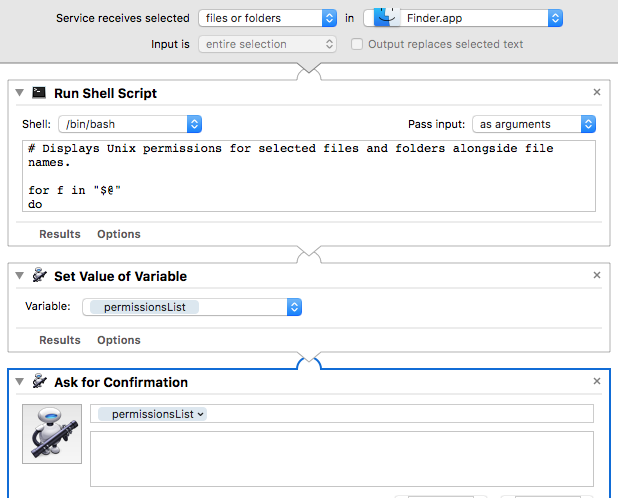 Service receives selected files or folders in Finder.app
Input is entire selection Output replaces selected text
Run Shell Script
Shell: /bin/bash Pass input: as arguments
# Displays Unix permissions for selected files and folders alongside file
names.
for f in "$@"
do
Results Options
Set Value of Variable
Variable: permissionsList
Results Options
Ask for Confirmation
permissionsList